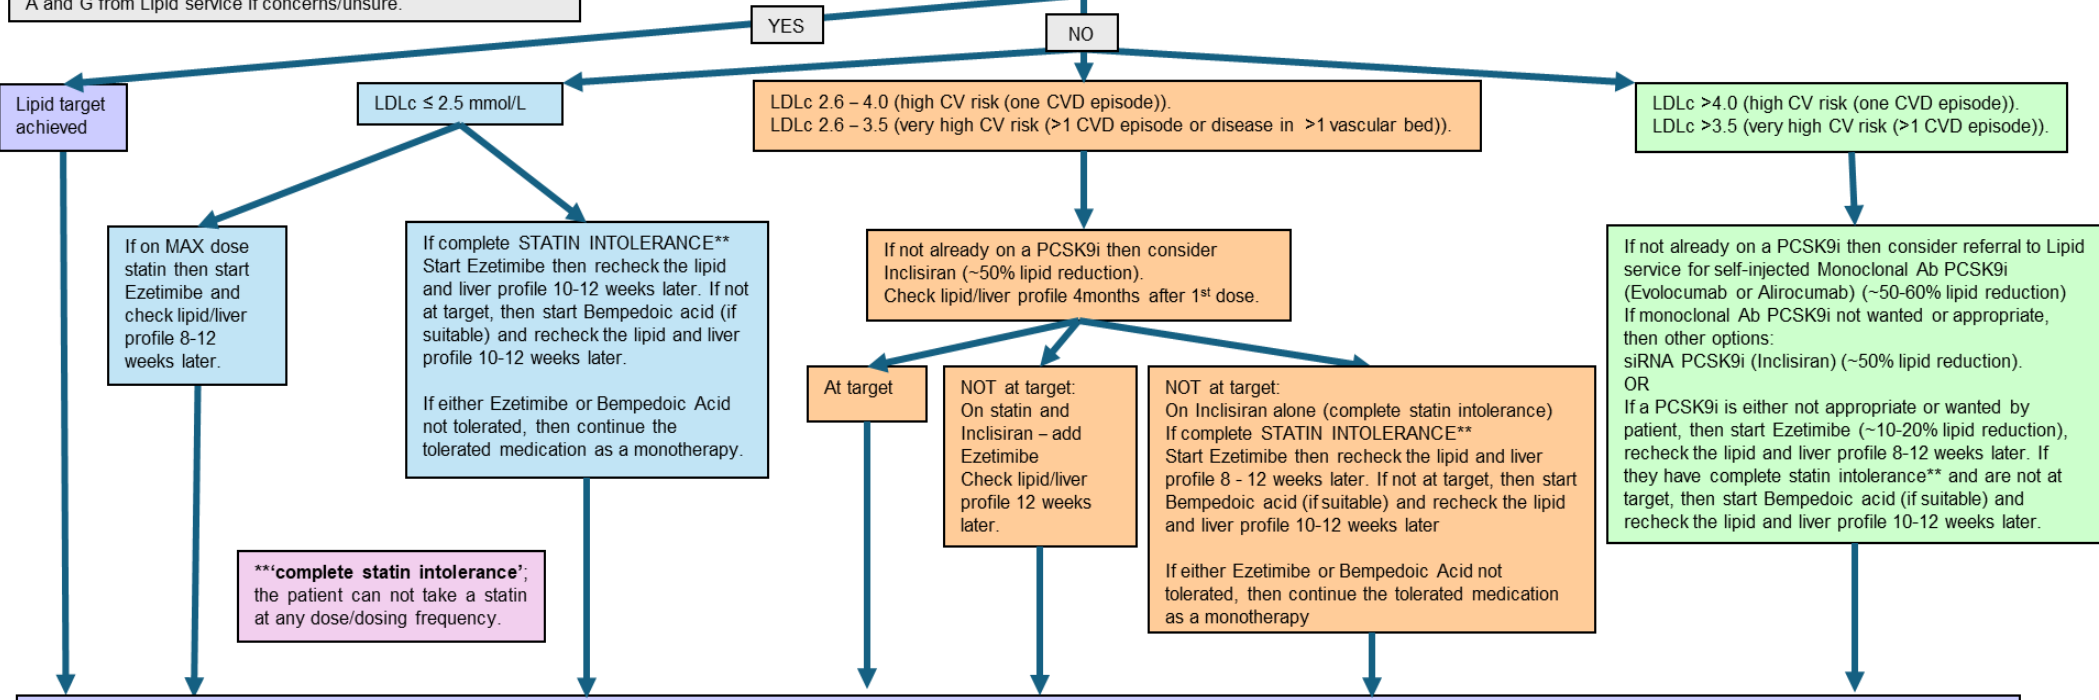 A and G from Lipid service if concerns/unsure.
YES
NO
Lipid target
achieved
LDLc ≤ 2.5 mmol/L
LDLc 2.6 – 4.0 (high CV risk (one CVD episode)).
LDLc 2.6 – 3.5 (very high CV risk (>1 CVD episode or disease in >1 vascular bed)).
LDLc >4.0 (high CV risk (one CVD episode)).
LDLc >3.5 (very high CV risk (>1 CVD episode)).
If on MAX dose
statin then start
Ezetimibe and
check lipid/liver
profile 8-12
weeks later.
If complete STATIN INTOLERANCE**
Start Ezetimibe then recheck the lipid
and liver profile 10-12 weeks later. If not
at target, then start Bempedoic acid (if
suitable) and recheck the lipid and liver
profile 10-12 weeks later.
If either Ezetimibe or Bempedoic Acid
not tolerated, then continue the
tolerated medication as a monotherapy.
If not already on a PCSK9i then consider
Inclisiran (~50% lipid reduction).
Check lipid/liver profile 4months after 1st dose.
At target
NOT at target:
On statin and
Inclisiran – add
Ezetimibe
Check lipid/liver
profile 12 weeks
later.
NOT at target:
On Inclisiran alone (complete statin intolerance)
If complete STATIN INTOLERANCE**
Start Ezetimibe then recheck the lipid and liver
profile 8 - 12 weeks later. If not at target, then start
Bempedoic acid (if suitable) and recheck the lipid
and liver profile 10-12 weeks later
If either Ezetimibe or Bempedoic Acid not
tolerated, then continue the tolerated medication
as a monotherapy
If not already on a PCSK9i then consider referral to Lipid
service for self-injected Monoclonal Ab PCSK9i
(Evolocumab or Alirocumab) (~50-60% lipid reduction)
If monoclonal Ab PCSK9i not wanted or appropriate,
then other options:
siRNA PCSK9i (Inclisiran) (~50% lipid reduction).
OR
If a PCSK9i is either not appropriate or wanted by
patient, then start Ezetimibe (~10-20% lipid reduction),
recheck the lipid and liver profile 8-12 weeks later. If
they have complete statin intolerance** and are not at
target, then start Bempedoic acid (if suitable) and
recheck the lipid and liver profile 10-12 weeks later.
**‘complete statin intolerance’;
the patient can not take a statin
at any dose/dosing frequency.